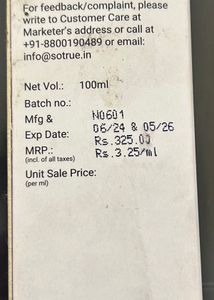 For feedback/complaint, please
write to Customer Care at
Marketer's address or call at
+91-8800190489 or email:
info@sotrue.in
Net Vol.: 100ml
Batch no.: N0601
Mfg & 06/24 & 05/26
Exp Date: Rs.325.00
MRP.: Rs.3.25/ml
(incl. of all taxes)
Unit Sale Price:
(per ml)